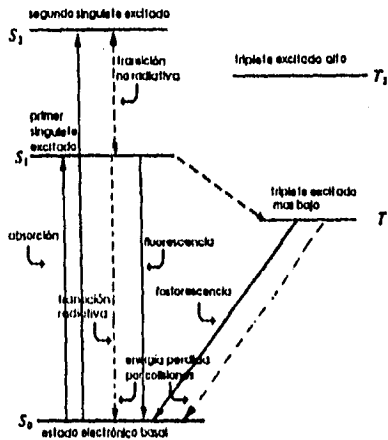 segundo singulete excitado
S₂
transición
no radiativa
triplete excitado alto
T₂
primer
singulete
excitado
S₁
triplete excitado
mas bajo
T
absorción
fluorescencia
fosforescencia
transición
radiativa
energía perdida
por colisiones
S₀
estado electrónico basal